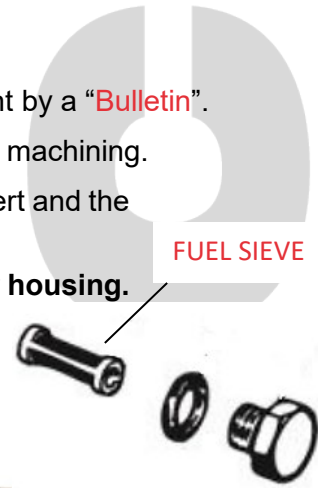 nt by a “Bulletin”.
machining.
ert and the
FUEL SIEVE
housing.